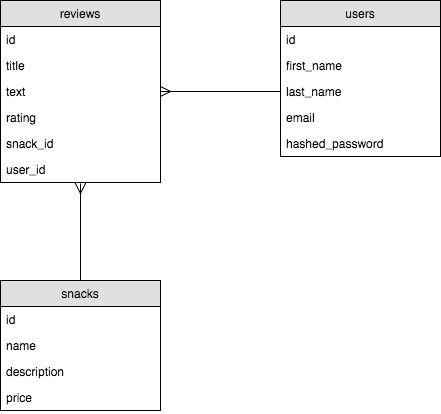 reviews
id
title
text
rating
snack_id
user_id
users
id
first_name
last_name
email
hashed_password
snacks
id
name
description
price